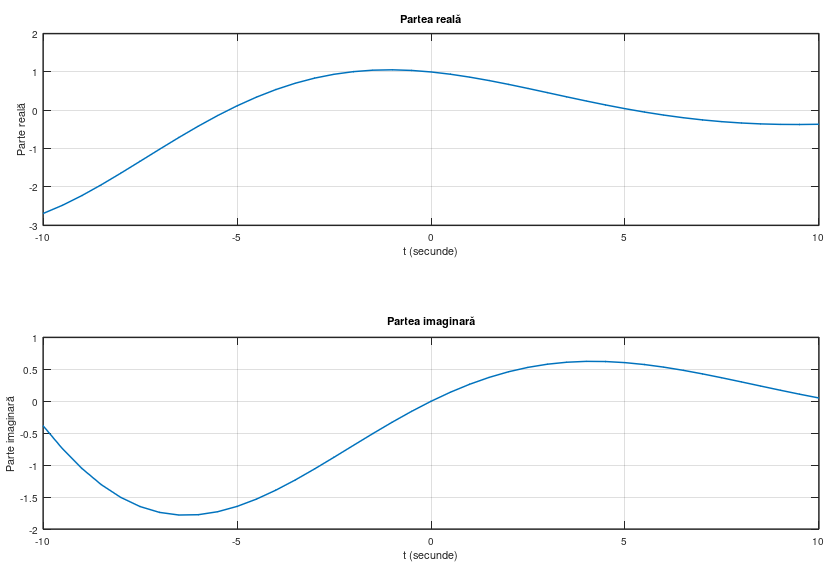 Partea reală
2
1
0
-1
-2
-3
Parte reală
-10 -5 0 5 10
t (secunde)
Partea imaginară
1
0.5
0
-0.5
-1
-1.5
-2
Parte imaginară
-10 -5 0 5 10
t (secunde)